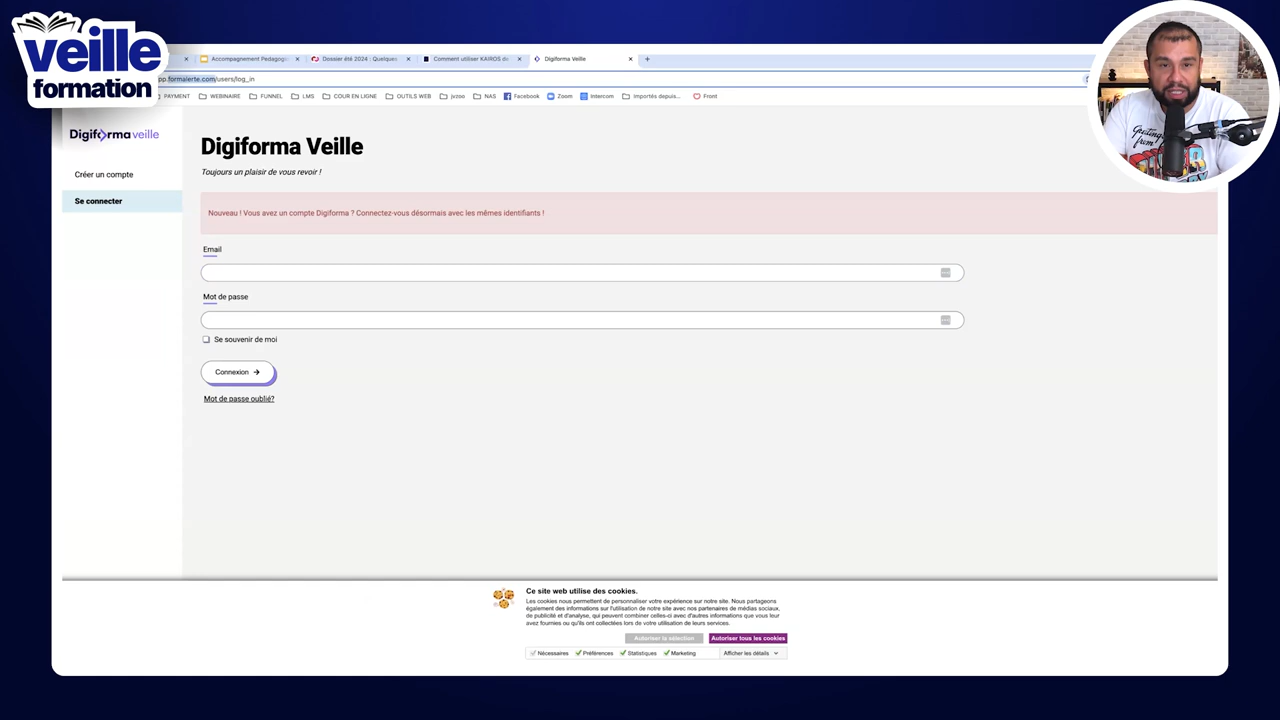 veille
formation
Accompagnement Pédagogi
Dossier été 2024 : Quelques
Comment utiliser KAIROS de
Digiforma Veille
pp.formalerte.com/users/log_in
PAYMENT
WEBINAIRE
FUNNEL
LMS
COUR EN LIGNE
OUTILS WEB
jvzoo
NAS
Facebook
Zoom
Intercom
Importés depuis...
Front
Digiforma veille
Créer un compte
Se connecter
Digiforma Veille
Toujours un plaisir de vous revoir !
Nouveau ! Vous avez un compte Digiforma ? Connectez-vous désormais avec les mêmes identifiants !
Email
Mot de passe
Se souvenir de moi
Connexion →
Mot de passe oublié?
Ce site web utilise des cookies.
Les cookies nous permettent de personnaliser votre expérience sur notre site. Nous partageons
également des informations sur l'utilisation de notre site avec nos partenaires de médias sociaux,
de publicité et d'analyse, qui peuvent combiner celles-ci avec d'autres informations que vous leur
avez fournies ou qu'ils ont collectées lors de votre utilisation de leurs services.
Autoriser la sélection
Autoriser tous les cookies
Nécessaires
Préférences
Statistiques
Marketing
Afficher les détails
Greetings
from